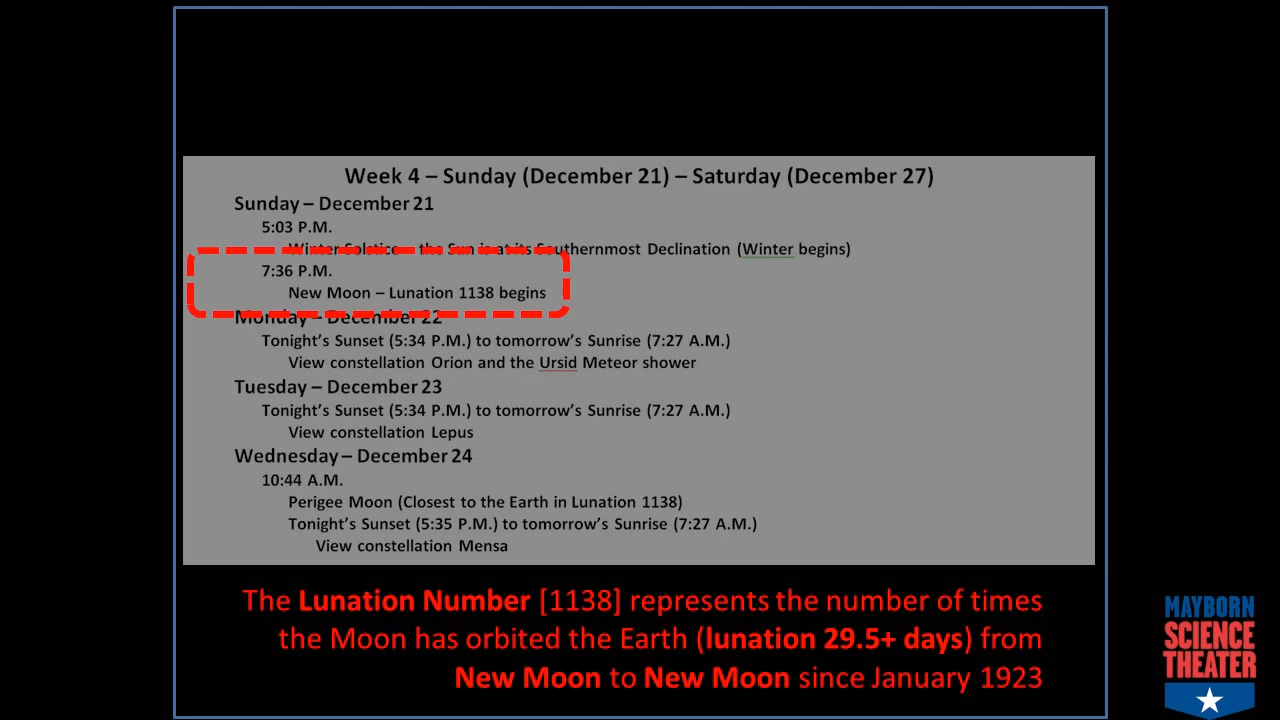 Week 4 – Sunday (December 21) – Saturday (December 27)
Sunday – December 21
5:03 P.M.
Winter Solstice – the Sun is at its Southernmost Declination (Winter begins)
7:36 P.M.
New Moon – Lunation 1138 begins
Monday – December 22
Tonight's Sunset (5:34 P.M.) to tomorrow's Sunrise (7:27 A.M.)
View constellation Orion and the Ursid Meteor shower
Tuesday – December 23
Tonight's Sunset (5:34 P.M.) to tomorrow's Sunrise (7:27 A.M.)
View constellation Lepus
Wednesday – December 24
10:44 A.M.
Perigee Moon (Closest to the Earth in Lunation 1138)
Tonight's Sunset (5:35 P.M.) to tomorrow's Sunrise (7:27 A.M.)
View constellation Mensa
The Lunation Number [1138] represents the number of times
the Moon has orbited the Earth (lunation 29.5+ days) from
New Moon to New Moon since January 1923
MAYBORN
SCIENCE
THEATER